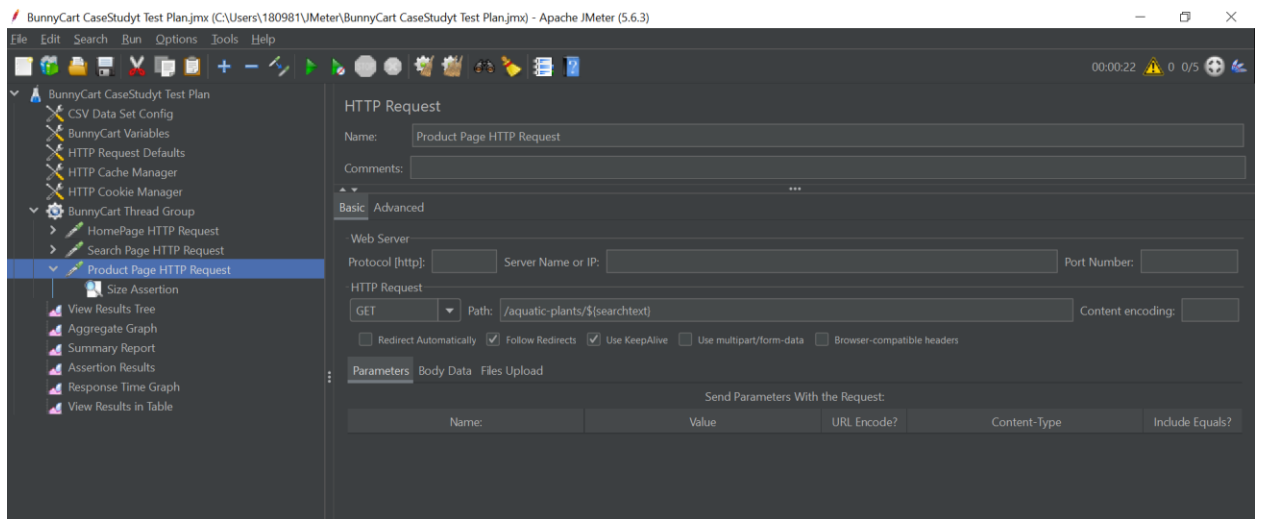 BunnyCart CaseStudyt Test Plan.jmx (C:\Users\180981\JMeter\BunnyCart CaseStudyt Test Plan.jmx) - Apache JMeter (5.6.3)
File Edit Search Run Options Tools Help
00:00:22 0 0/5
BunnyCart CaseStudyt Test Plan
CSV Data Set Config
BunnyCart Variables
HTTP Request Defaults
HTTP Cache Manager
HTTP Cookie Manager
BunnyCart Thread Group
HomePage HTTP Request
Search Page HTTP Request
Product Page HTTP Request
Size Assertion
View Results Tree
Aggregate Graph
Summary Report
Assertion Results
Response Time Graph
View Results in Table
HTTP Request
Name: Product Page HTTP Request
Comments:
Basic Advanced
Web Server
Protocol [http]: Server Name or IP: Port Number:
HTTP Request
GET Path: /aquatic-plants/${searchtext} Content encoding:
Redirect Automatically Follow Redirects Use KeepAlive Use multipart/form-data Browser-compatible headers
Parameters Body Data Files Upload
Send Parameters With the Request:
Name: Value URL Encode? Content-Type Include Equals?